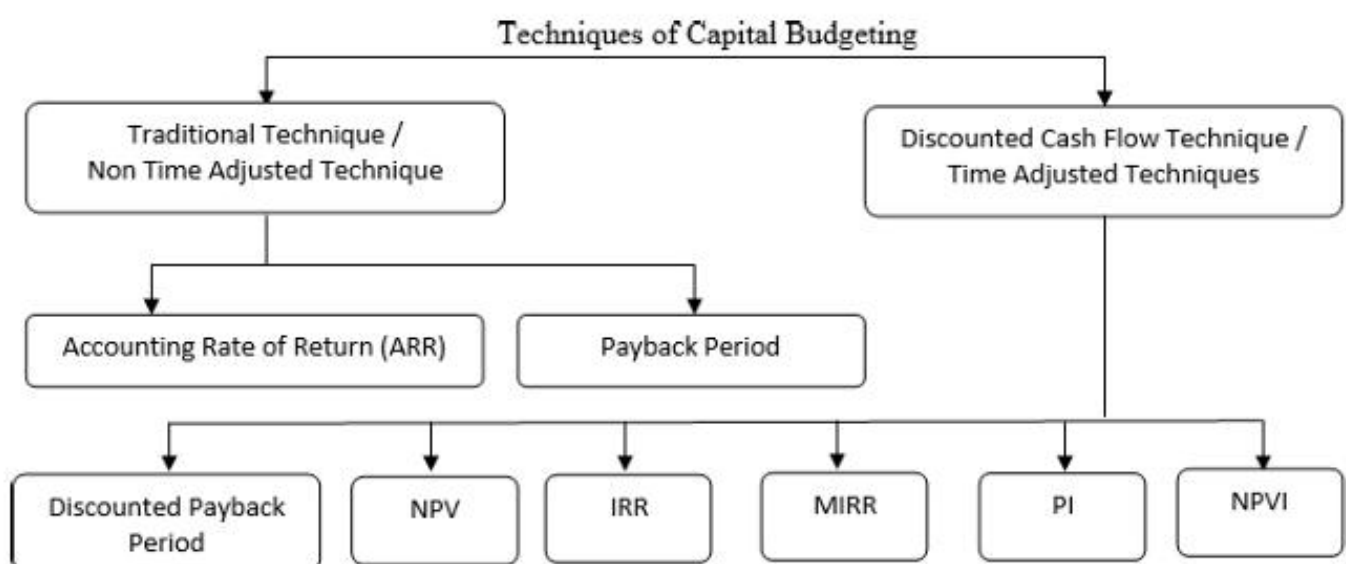 Techniques of Capital Budgeting
Traditional Technique /
Non Time Adjusted Technique
Discounted Cash Flow Technique /
Time Adjusted Techniques
Accounting Rate of Return (ARR)
Payback Period
Discounted Payback
Period
NPV
IRR
MIRR
PI
NPVI